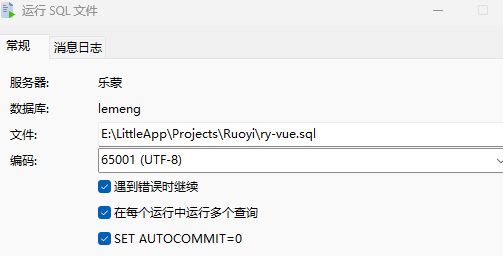 运行 SQL 文件
常规 消息日志
服务器: 乐蒙
数据库: lemeng
文件: E:\LittleApp\Projects\Ruoyi\ry-vue.sql
编码: 65001 (UTF-8)
遇到错误时继续
在每个运行中运行多个查询
SET AUTOCOMMIT=0